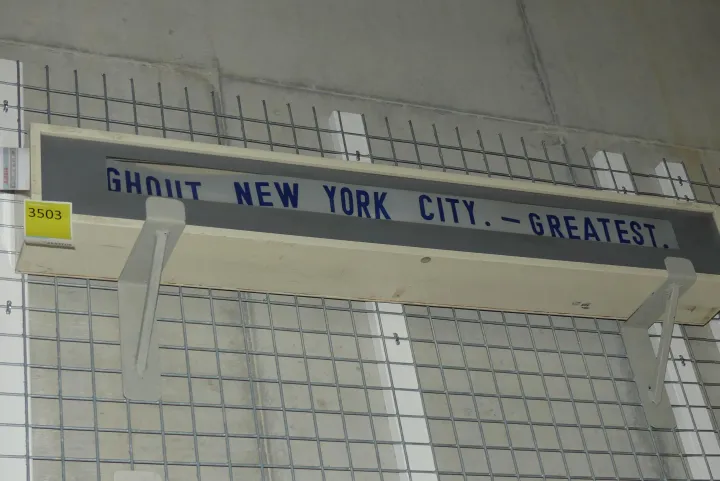 GHOUT NEW YORK CITY. — GREATEST.
3503